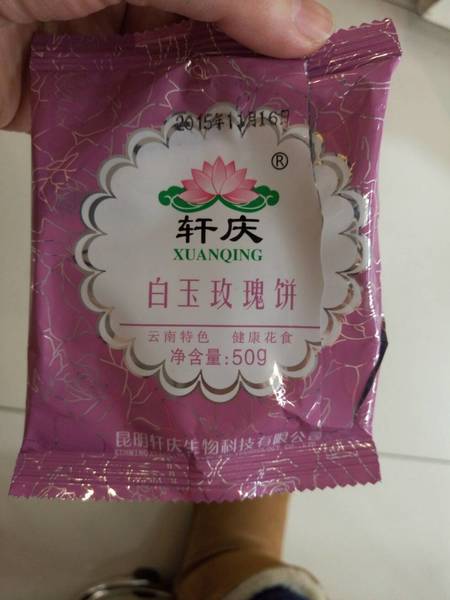 2015年11月16日
®
轩庆
XUANQING
白玉玫瑰饼
云南特色 健康花食
净含量:50g
昆明轩庆生物科技有限公司